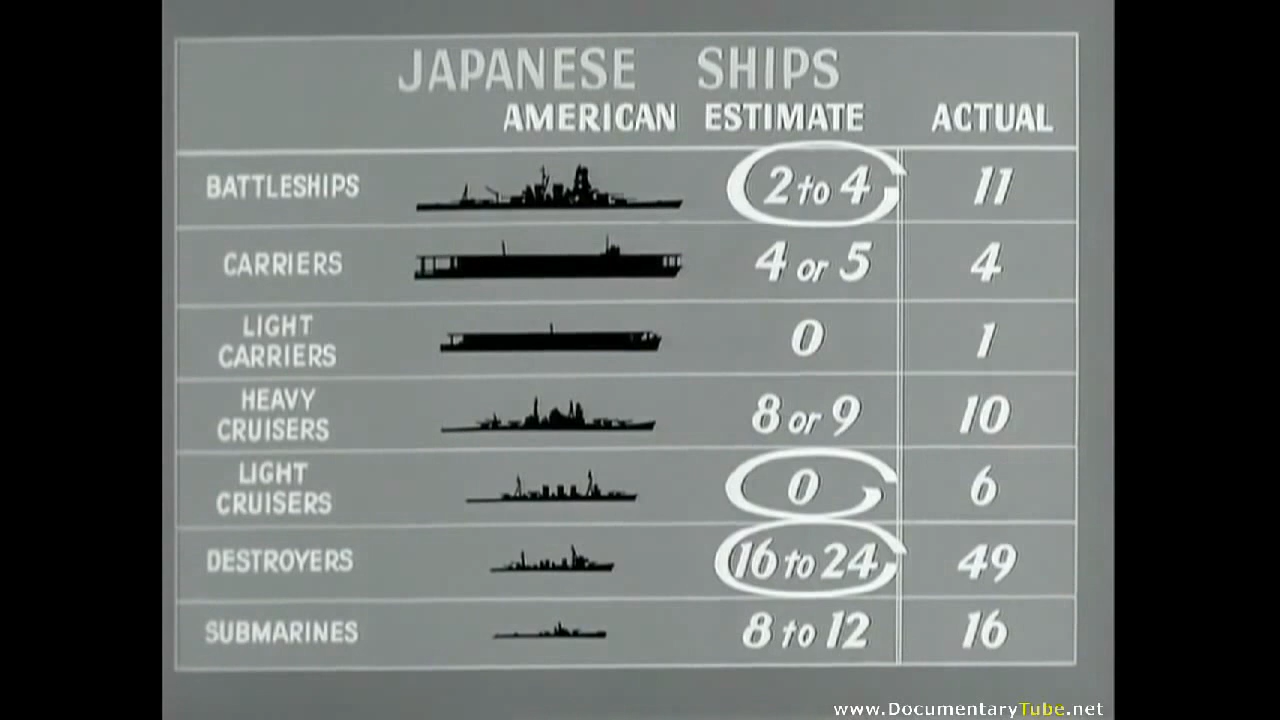 JAPANESE SHIPS
AMERICAN ESTIMATE ACTUAL
BATTLESHIPS 2 to 4 11
CARRIERS 4 or 5 4
LIGHT
CARRIERS 0 1
HEAVY
CRUISERS 8 or 9 10
LIGHT
CRUISERS 0 6
DESTROYERS 16 to 24 49
SUBMARINES 8 to 12 16
www.DocumentaryTube.net